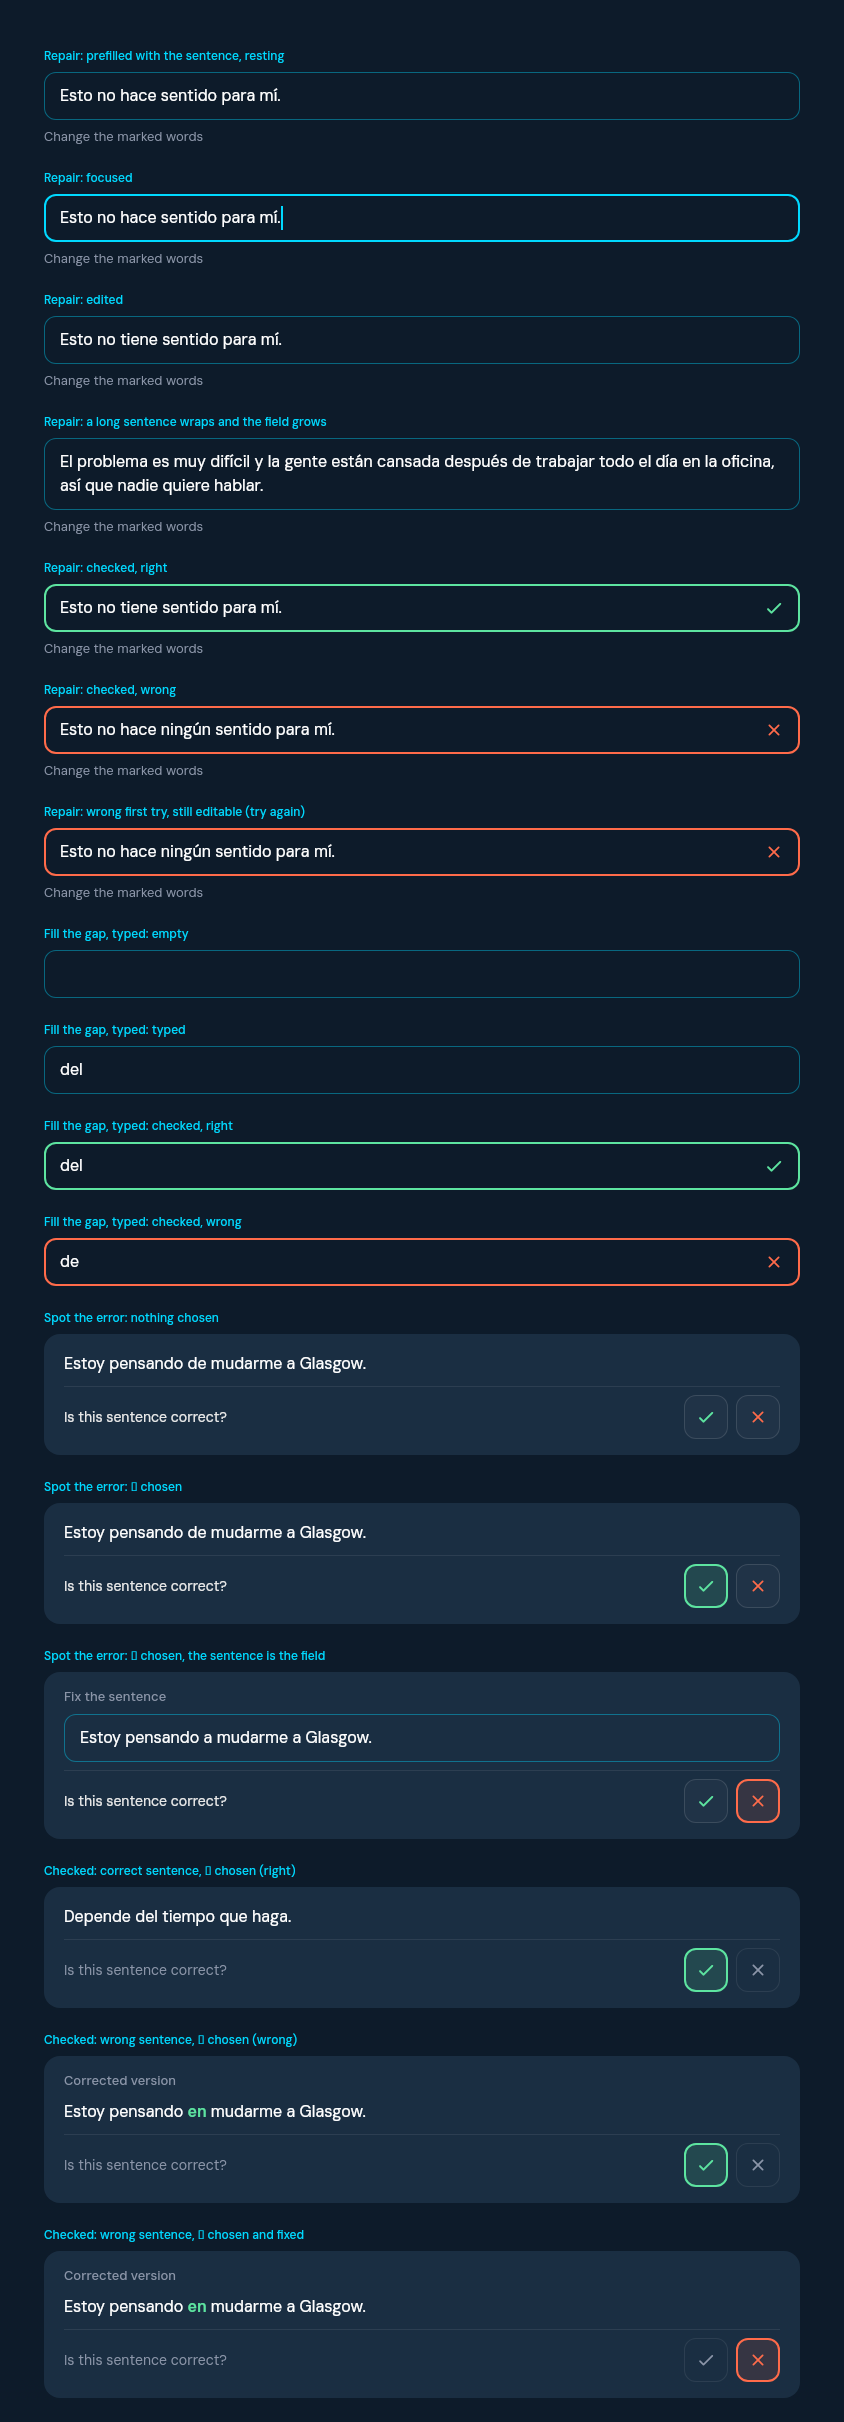 Repair: prefilled with the sentence, resting
Esto no hace sentido para mí.
Change the marked words
Repair: focused
Esto no hace sentido para mí.
Change the marked words
Repair: edited
Esto no tiene sentido para mí.
Change the marked words
Repair: a long sentence wraps and the field grows
El problema es muy difícil y la gente están cansada después de trabajar todo el día en la oficina,
así que nadie quiere hablar.
Change the marked words
Repair: checked, right
Esto no tiene sentido para mí.
Change the marked words
Repair: checked, wrong
Esto no hace ningún sentido para mí.
Change the marked words
Repair: wrong first try, still editable (try again)
Esto no hace ningún sentido para mí.
Change the marked words
Fill the gap, typed: empty
Fill the gap, typed: typed
del
Fill the gap, typed: checked, right
del
Fill the gap, typed: checked, wrong
de
Spot the error: nothing chosen
Estoy pensando de mudarme a Glasgow.
Is this sentence correct?
Spot the error: ▯ chosen
Estoy pensando de mudarme a Glasgow.
Is this sentence correct?
Spot the error: ▯ chosen, the sentence is the field
Fix the sentence
Estoy pensando a mudarme a Glasgow.
Is this sentence correct?
Checked: correct sentence, ▯ chosen (right)
Depende del tiempo que haga.
Is this sentence correct?
Checked: wrong sentence, ▯ chosen (wrong)
Corrected version
Estoy pensando en mudarme a Glasgow.
Is this sentence correct?
Checked: wrong sentence, ▯ chosen and fixed
Corrected version
Estoy pensando en mudarme a Glasgow.
Is this sentence correct?